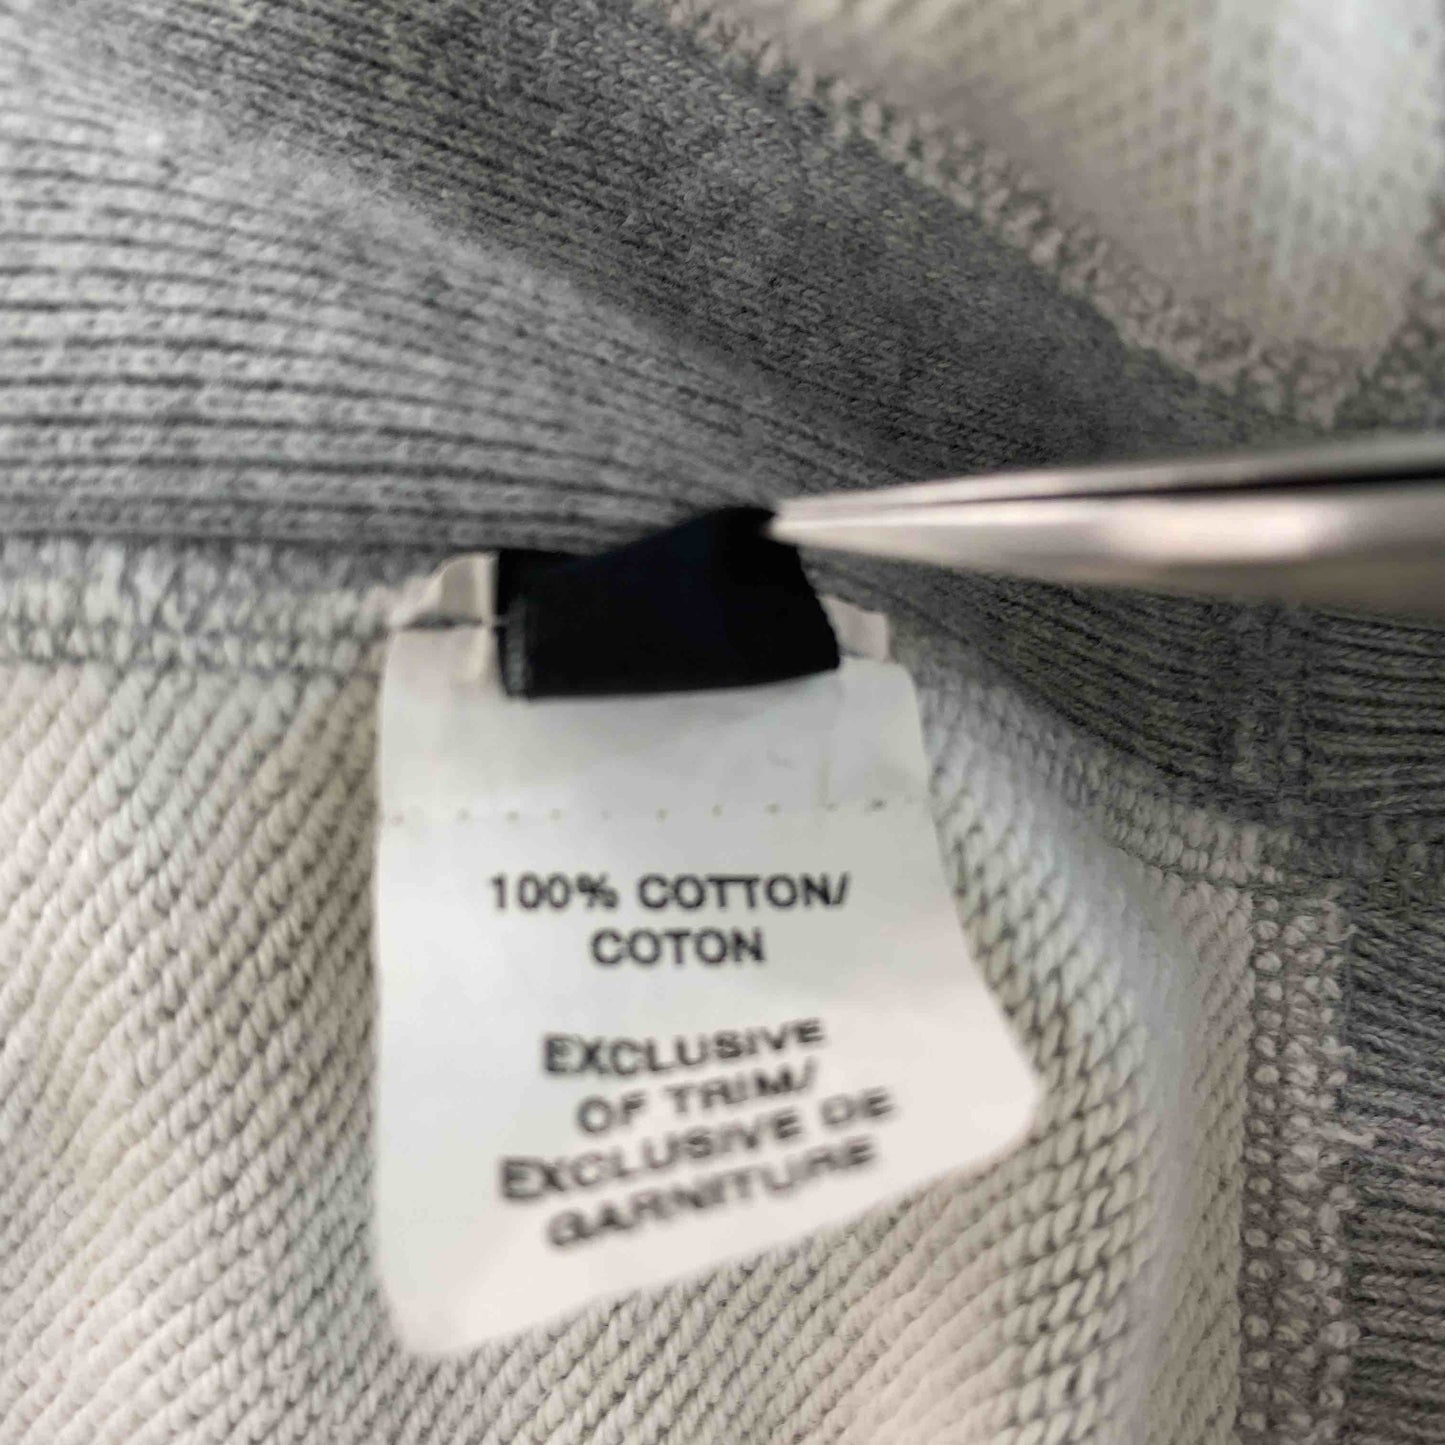 100% COTTON/
COTON
EXCLUSIVE
OF TRIM/
EXCLUSIVE DE
GARNITURE